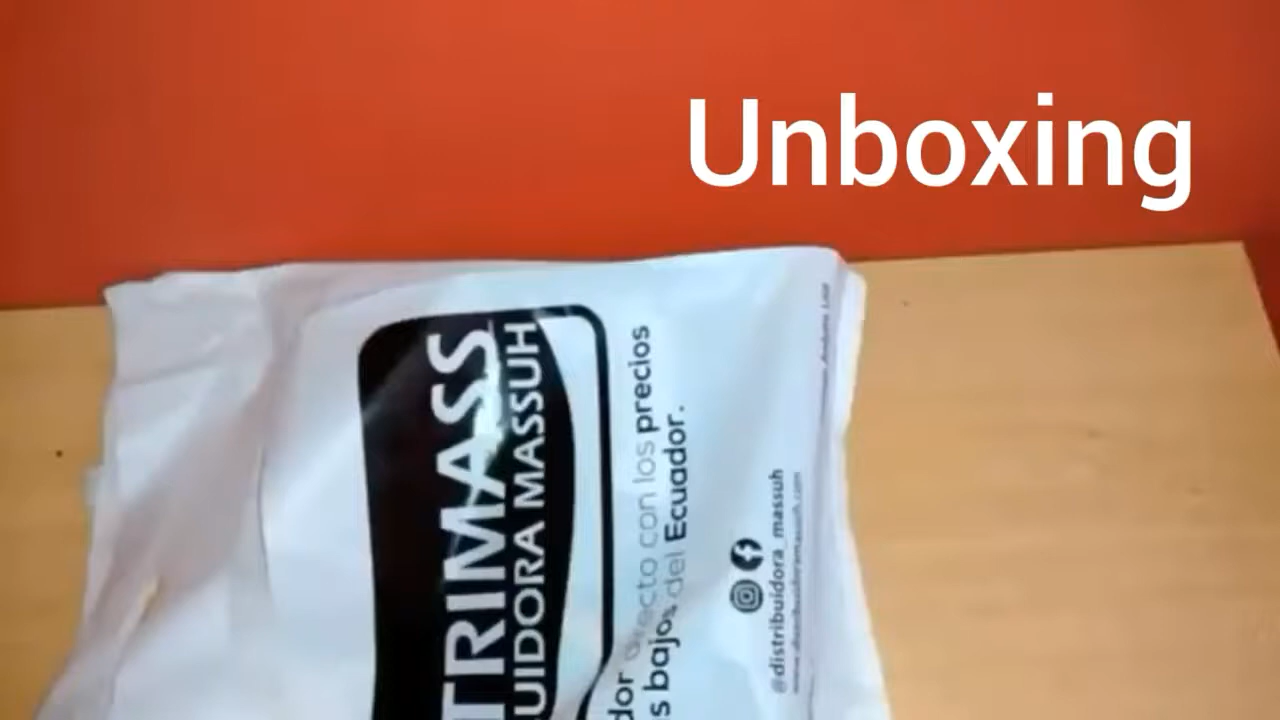 Unboxing
TRIMASS
UIDORA MASSUH
dor directo con los precios
s bajos del Ecuador.
@distribuidora_massuh